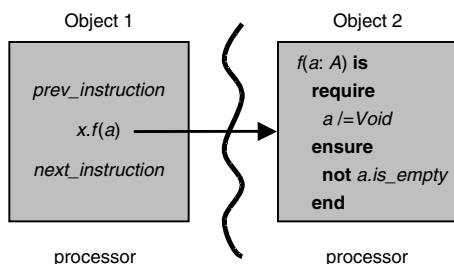 Object 1
Object 2
prev_instruction
x.f(a)
next_instruction
f(a: A) is
require
a /=Void
ensure
not a.is_empty
end
processor
processor